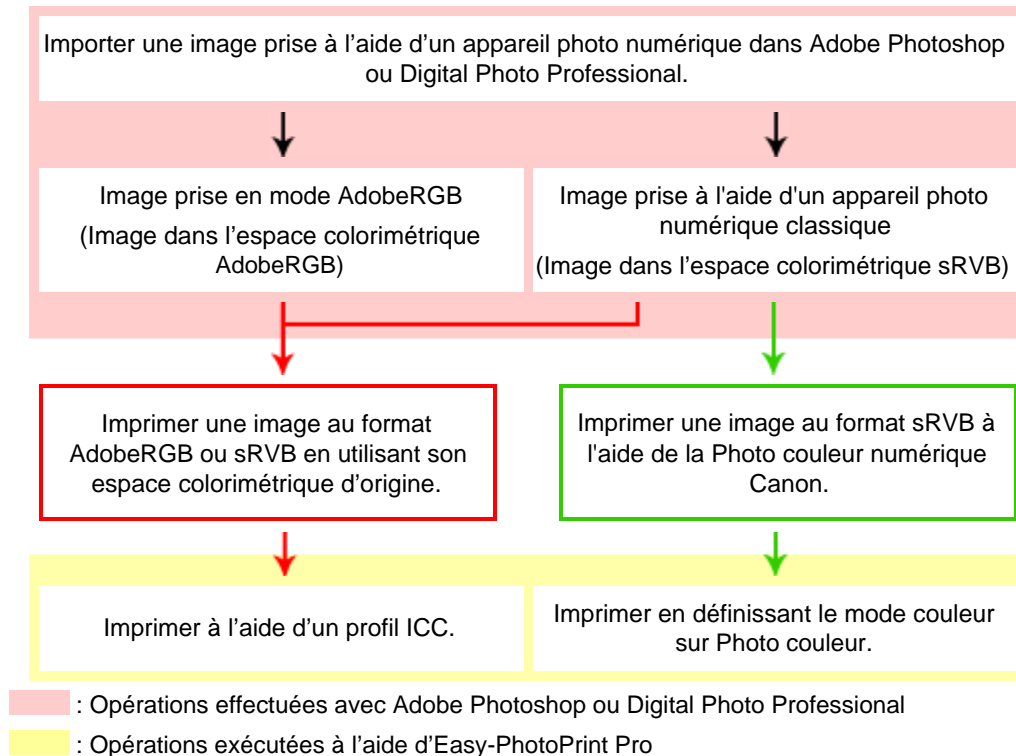 Importer une image prise à l’aide d’un appareil photo numérique dans Adobe Photoshop
ou Digital Photo Professional.
Image prise en mode AdobeRGB
(Image dans l’espace colorimétrique
AdobeRGB)
Image prise à l'aide d'un appareil photo
numérique classique
(Image dans l’espace colorimétrique sRVB)
Imprimer une image au format
AdobeRGB ou sRVB en utilisant son
espace colorimétrique d’origine.
Imprimer une image au format sRVB à
l'aide de la Photo couleur numérique
Canon.
Imprimer à l’aide d’un profil ICC.
Imprimer en définissant le mode couleur
sur Photo couleur.
: Opérations effectuées avec Adobe Photoshop ou Digital Photo Professional
: Opérations exécutées à l’aide d’Easy-PhotoPrint Pro